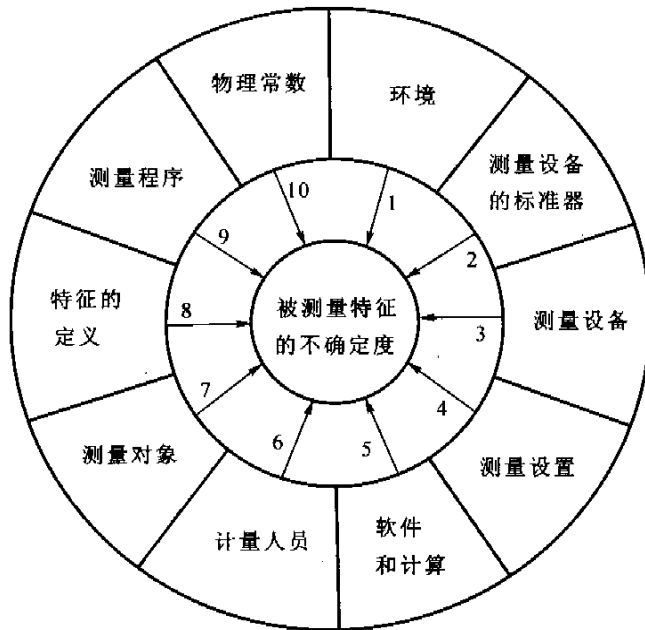 物理常数
环境
测量程序
测量设备
的标准器
10
1
9
2
特征的
定义
8
被测量特征
的不确定度
3
测量设备
7
4
测量对象
6
5
测量设置
计量人员
软件
和计算